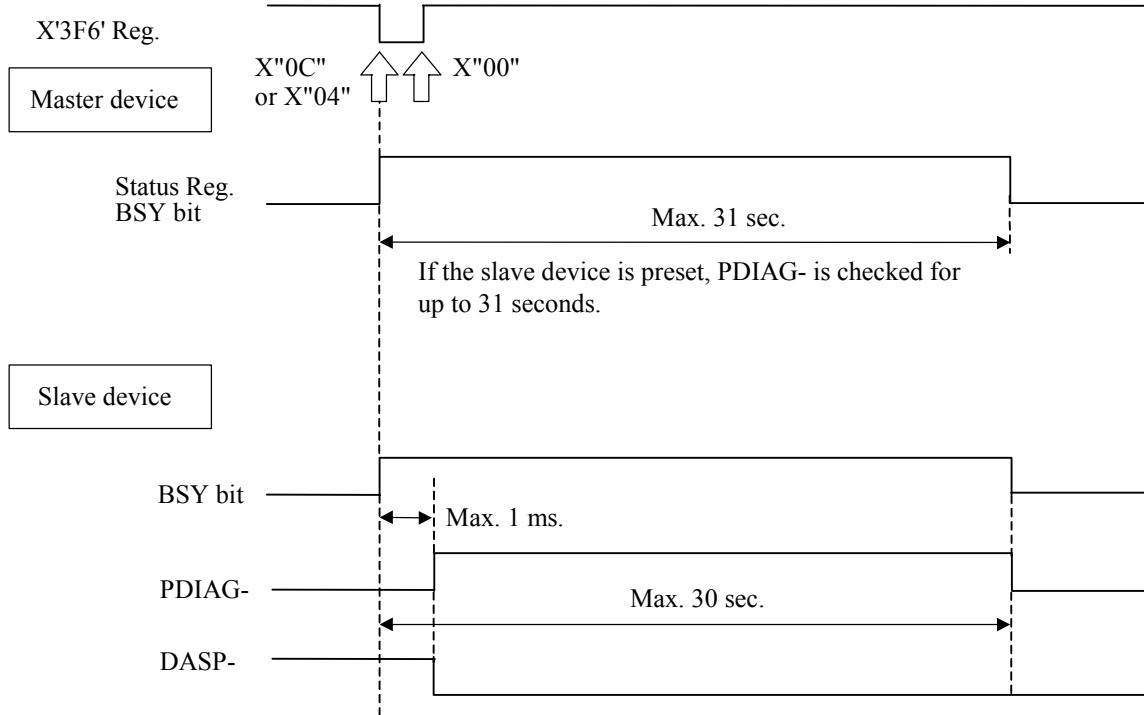 X'3F6' Reg.
X"0C"
or X"04"
X"00"
Master device
Status Reg.
BSY bit
Max. 31 sec.
If the slave device is preset, PDIAG- is checked for
up to 31 seconds.
Slave device
BSY bit
Max. 1 ms.
PDIAG-
Max. 30 sec.
DASP-